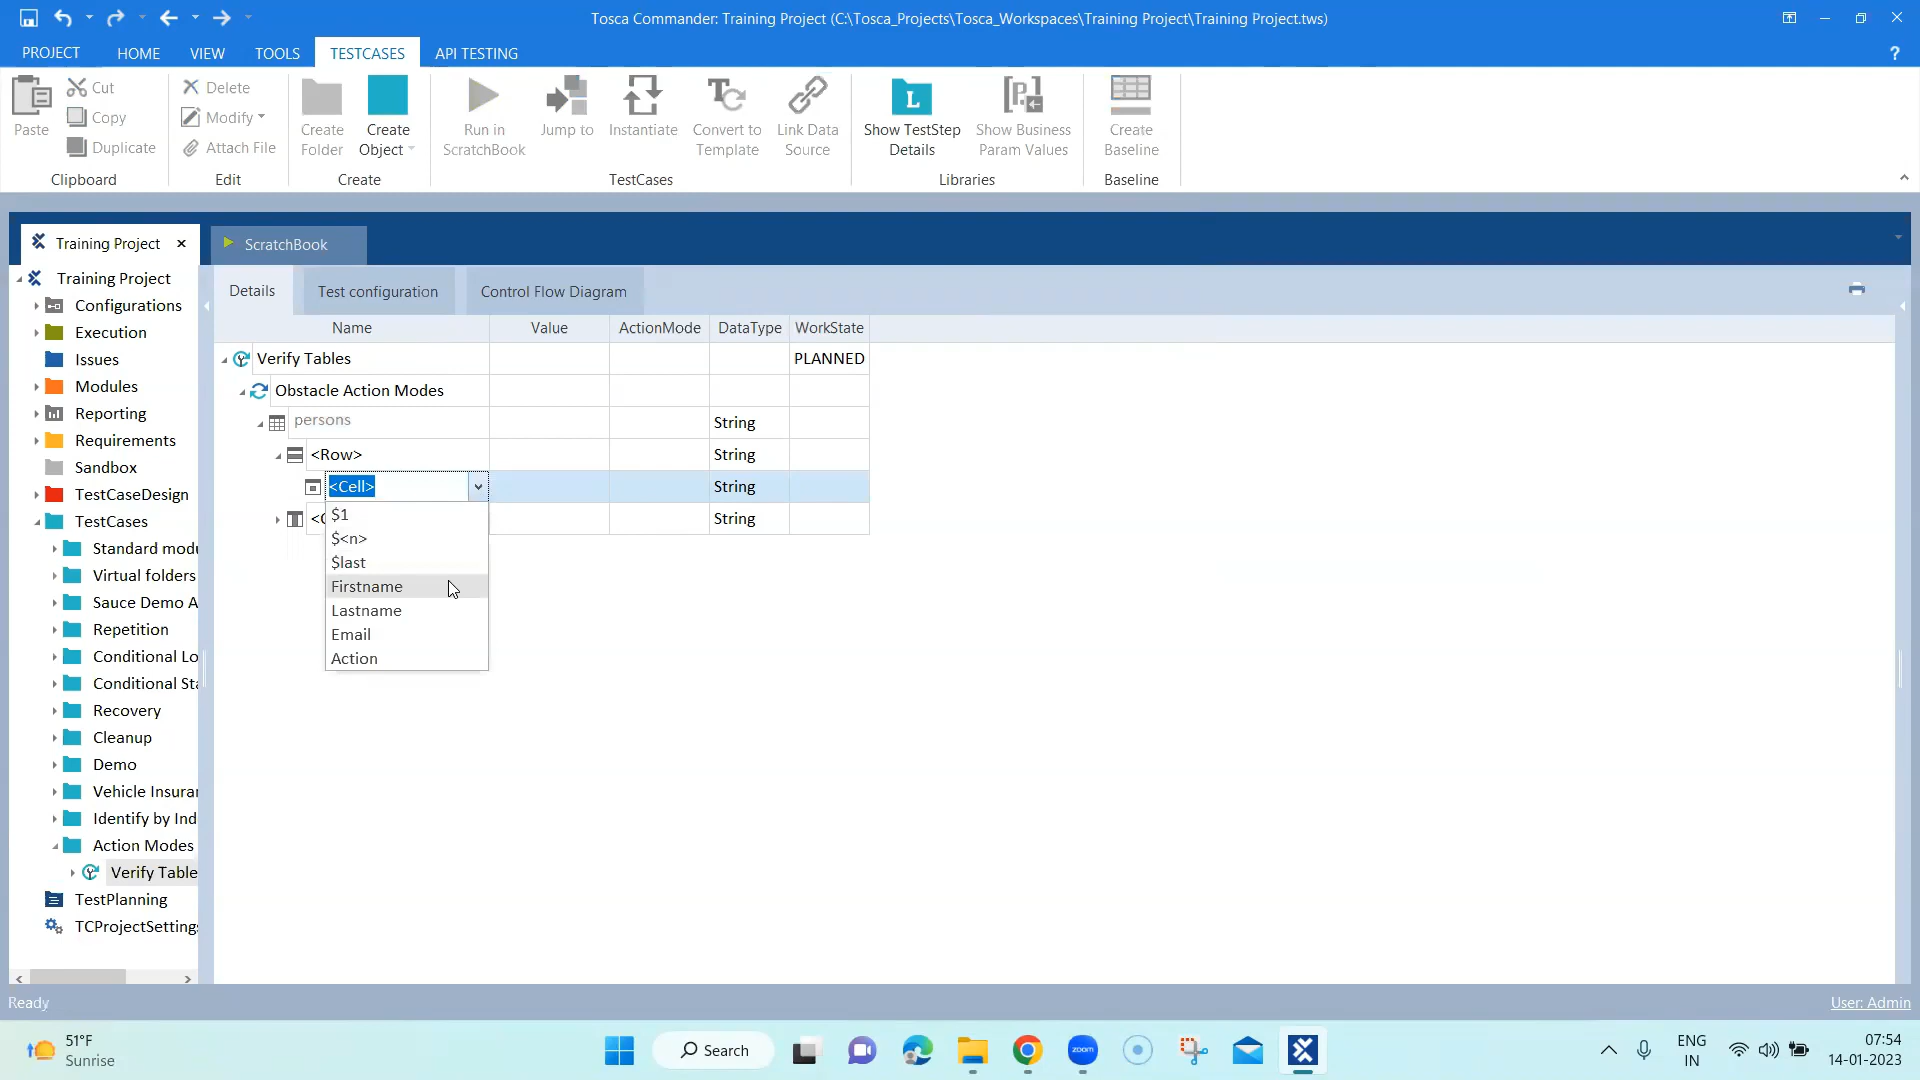 Tosca Commander: Training Project (C:\Tosca_Projects\Tosca_Workspaces\Training Project\Training Project.tws)
PROJECT HOME VIEW TOOLS TESTCASES API TESTING ?
Paste
Cut
Copy
Duplicate
Clipboard
Delete
Modify
Attach File
Edit
Create Folder
Create Object
Create
Run in ScratchBook
Jump to
Instantiate
Convert to Template
Link Data Source
TestCases
L
Show TestStep Details
Show Business Param Values
Libraries
Create Baseline
Baseline
Training Project
ScratchBook
Training Project
Configurations
Execution
Issues
Modules
Reporting
Requirements
Sandbox
TestCaseDesign
TestCases
Standard modu
Virtual folders
Sauce Demo A
Repetition
Conditional Lo
Conditional Sta
Recovery
Cleanup
Demo
Vehicle Insurar
Identify by Ind
Action Modes
Verify Table
TestPlanning
TCProjectSettings
Details Test configuration Control Flow Diagram
Name Value ActionMode DataType WorkState
Verify Tables PLANNED
Obstacle Action Modes
persons String
<Row> String
<Cell> String
<C String
$1
$<n>
$last
Firstname
Lastname
Email
Action
Ready User: Admin
51°F
Sunrise
Search
zoom
ENG
IN
07:54
14-01-2023